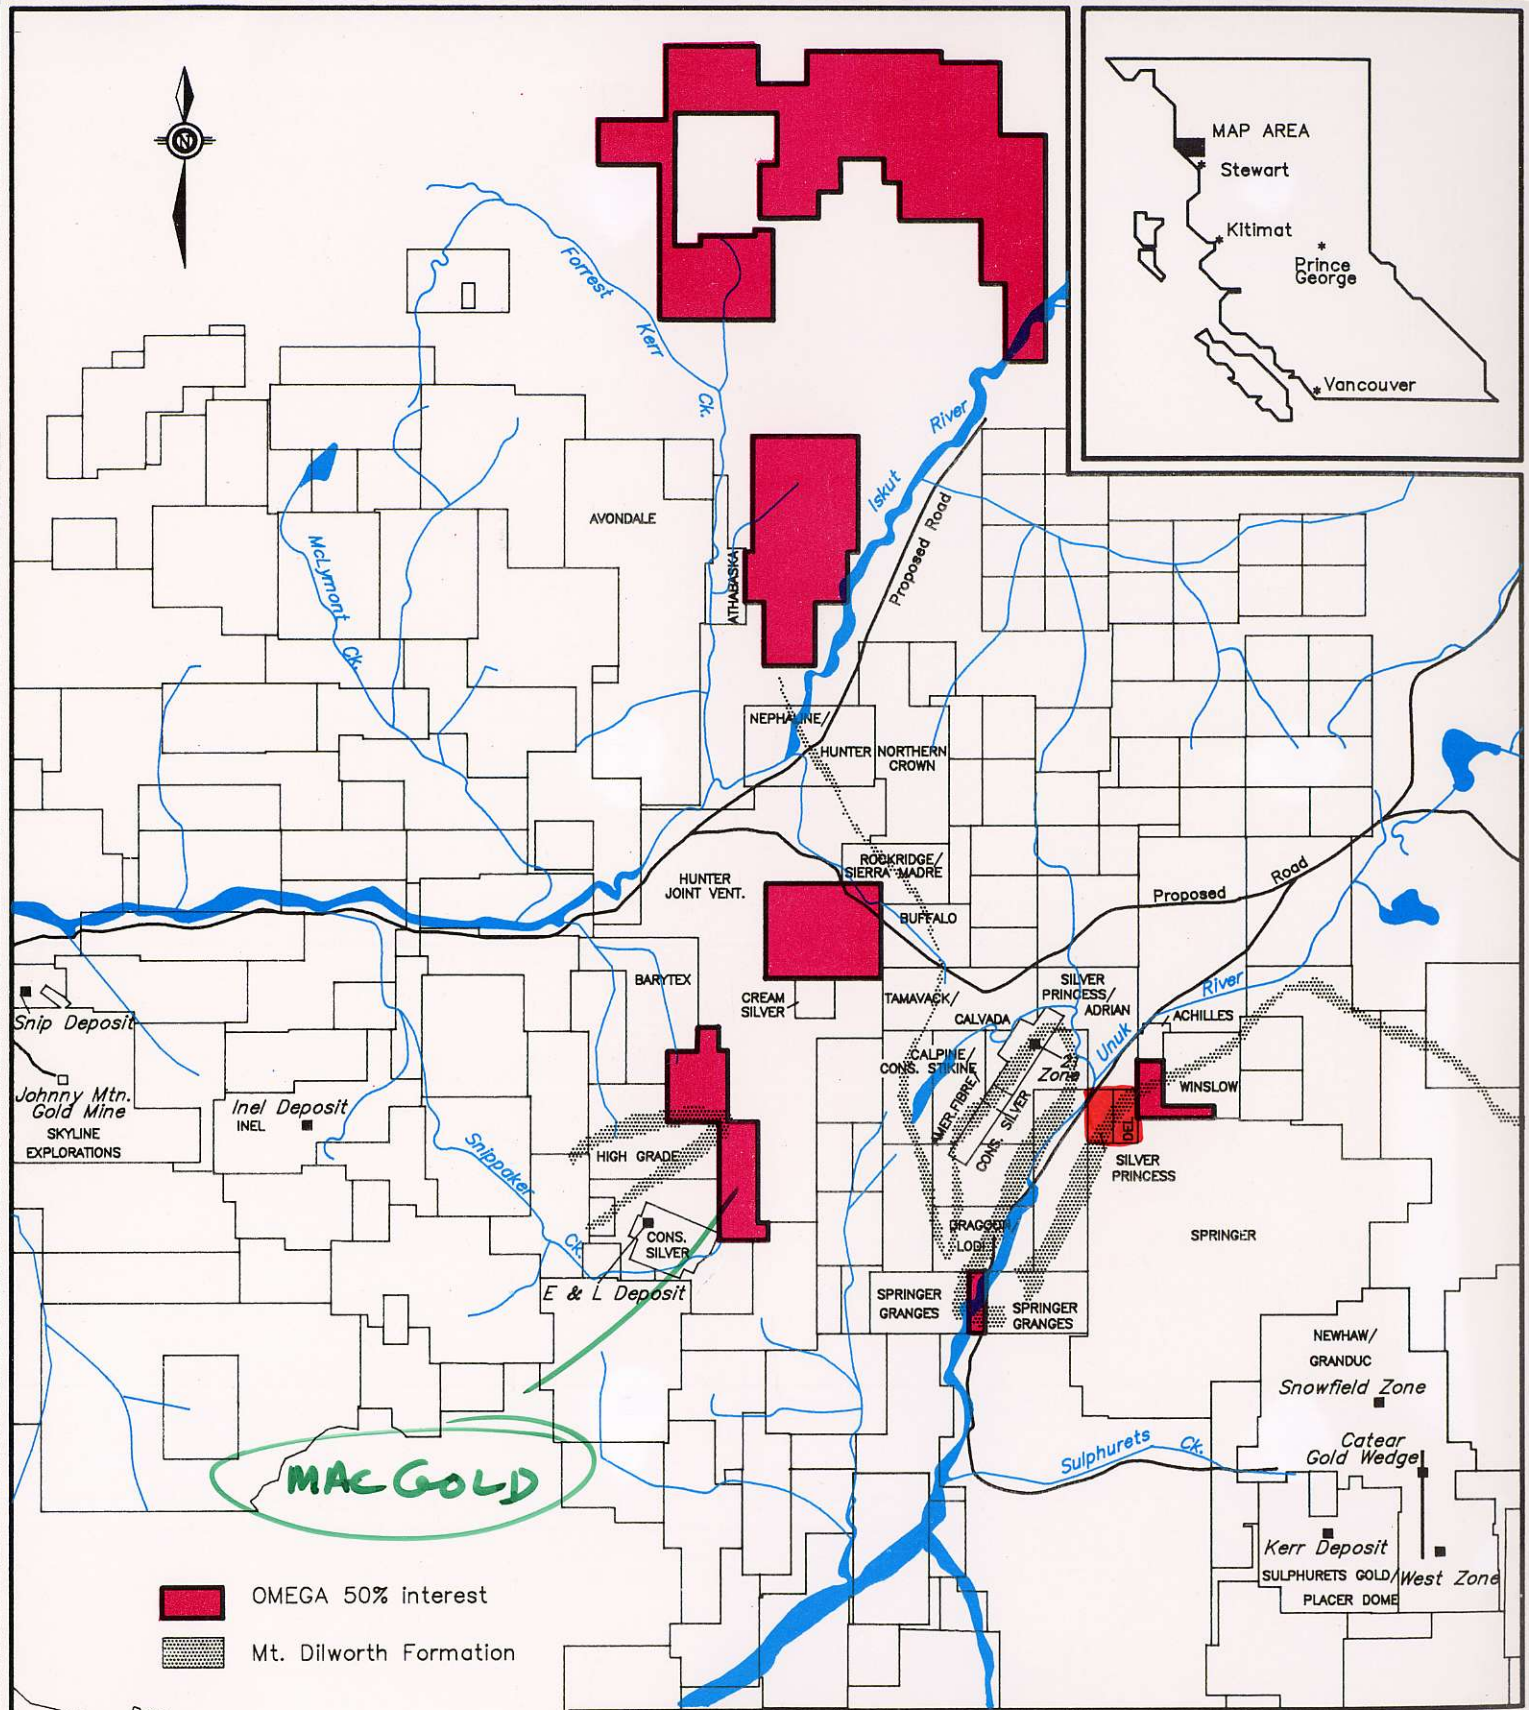 N
MAP AREA
Stewart
Kitimat
Prince
George
Vancouver
Forrest
Kerr
Ck.
River
Iskut
Proposed Road
AVONDALE
ATHABASKA
McLymont
Ck.
NEPHALINE/
HUNTER
NORTHERN
CROWN
ROCKRIDGE/
SIERRA MADRE
HUNTER
JOINT VENT.
BUFFALO
Proposed
Road
BARYTEX
CREAM
SILVER
TAMAVACK/
CALVADA
SILVER
PRINCESS/
ADRIAN
River
Unuk
ACHILLES
Snip Deposit
CALPINE/
CONS. STIKINE
AMER. FIBRE/
CONS. SILVER
21
Zone
WINSLOW
DEL
Johnny Mtn.
Gold Mine
SKYLINE
EXPLORATIONS
Inel Deposit
INEL
Snippaker
Ck.
HIGH GRADE
SILVER
PRINCESS
CONS.
SILVER
E & L Deposit
LODI
SPRINGER
SPRINGER
GRANGES
SPRINGER
GRANGES
NEWHAW/
GRANDUC
Snowfield Zone
Catear
Gold Wedge
Sulphurets
Ck.
MAC GOLD
Kerr Deposit
SULPHURETS GOLD/
PLACER DOME
West Zone
OMEGA 50% interest
Mt. Dilworth Formation